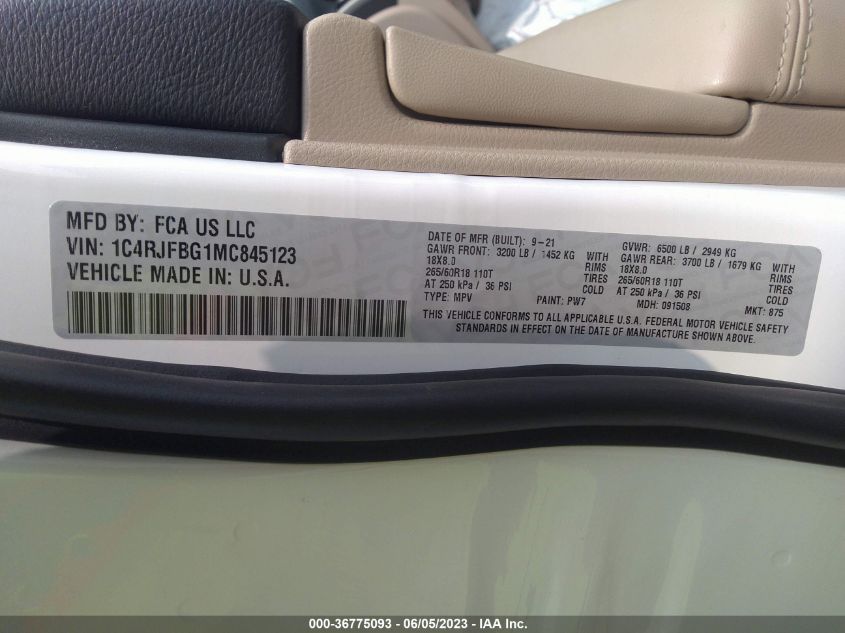 MFD BY: FCA US LLC
VIN: 1C4RJFBG1MC845123
VEHICLE MADE IN: U.S.A.
DATE OF MFR (BUILT): 9-21 GVWR: 6500 LB / 2949 KG
GAWR FRONT: 3200 LB / 1452 KG WITH GAWR REAR: 3700 LB / 1679 KG WITH
18X8.0 RIMS 18X8.0 RIMS
265/60R18 110T TIRES 265/60R18 110T TIRES
AT 250 kPa / 36 PSI COLD AT 250 kPa / 36 PSI COLD
TYPE: MPV PAINT: PW7 MDH: 091508 MKT: 875
THIS VEHICLE CONFORMS TO ALL APPLICABLE U.S.A. FEDERAL MOTOR VEHICLE SAFETY
STANDARDS IN EFFECT ON THE DATE OF MANUFACTURE SHOWN ABOVE.
000-36775093 - 06/05/2023 - IAA Inc.